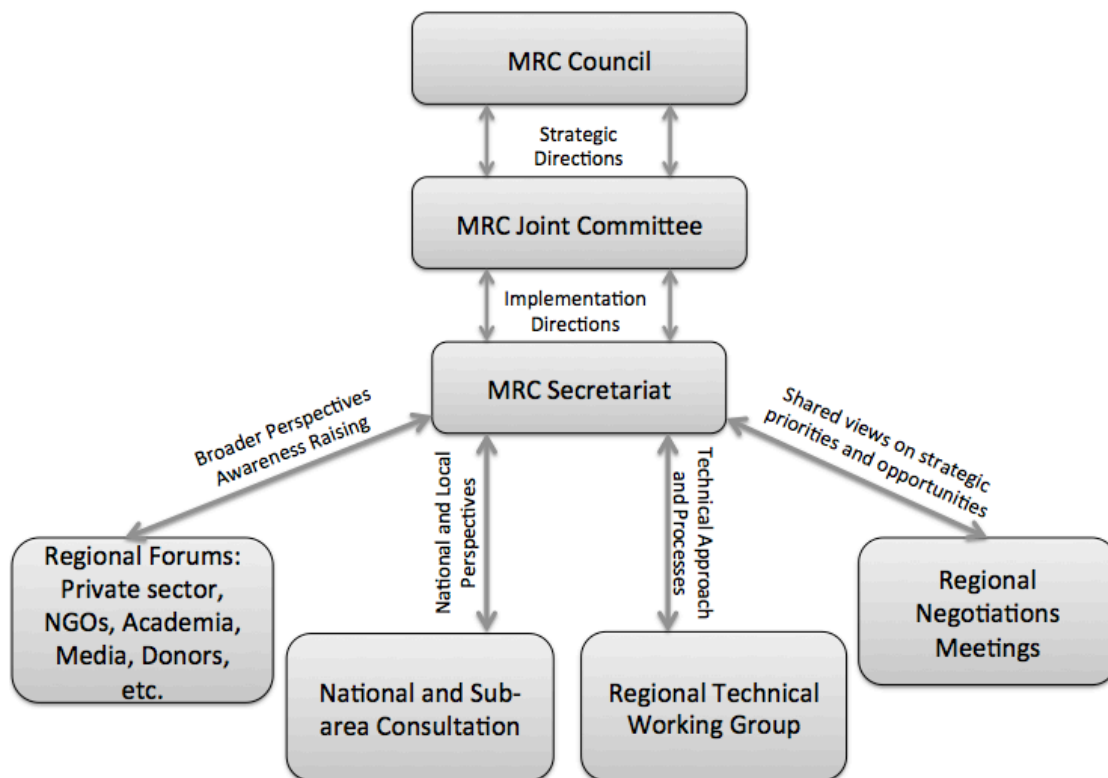 MRC Council
Strategic
Directions
MRC Joint Committee
Implementation
Directions
MRC Secretariat
Broader Perspectives
Awareness Raising
National and Local
Perspectives
Technical Approach
and Processes
Shared views on strategic
priorities and opportunities
Regional Forums:
Private sector,
NGOs, Academia,
Media, Donors,
etc.
National and Sub-
area Consultation
Regional Technical
Working Group
Regional
Negotiations
Meetings